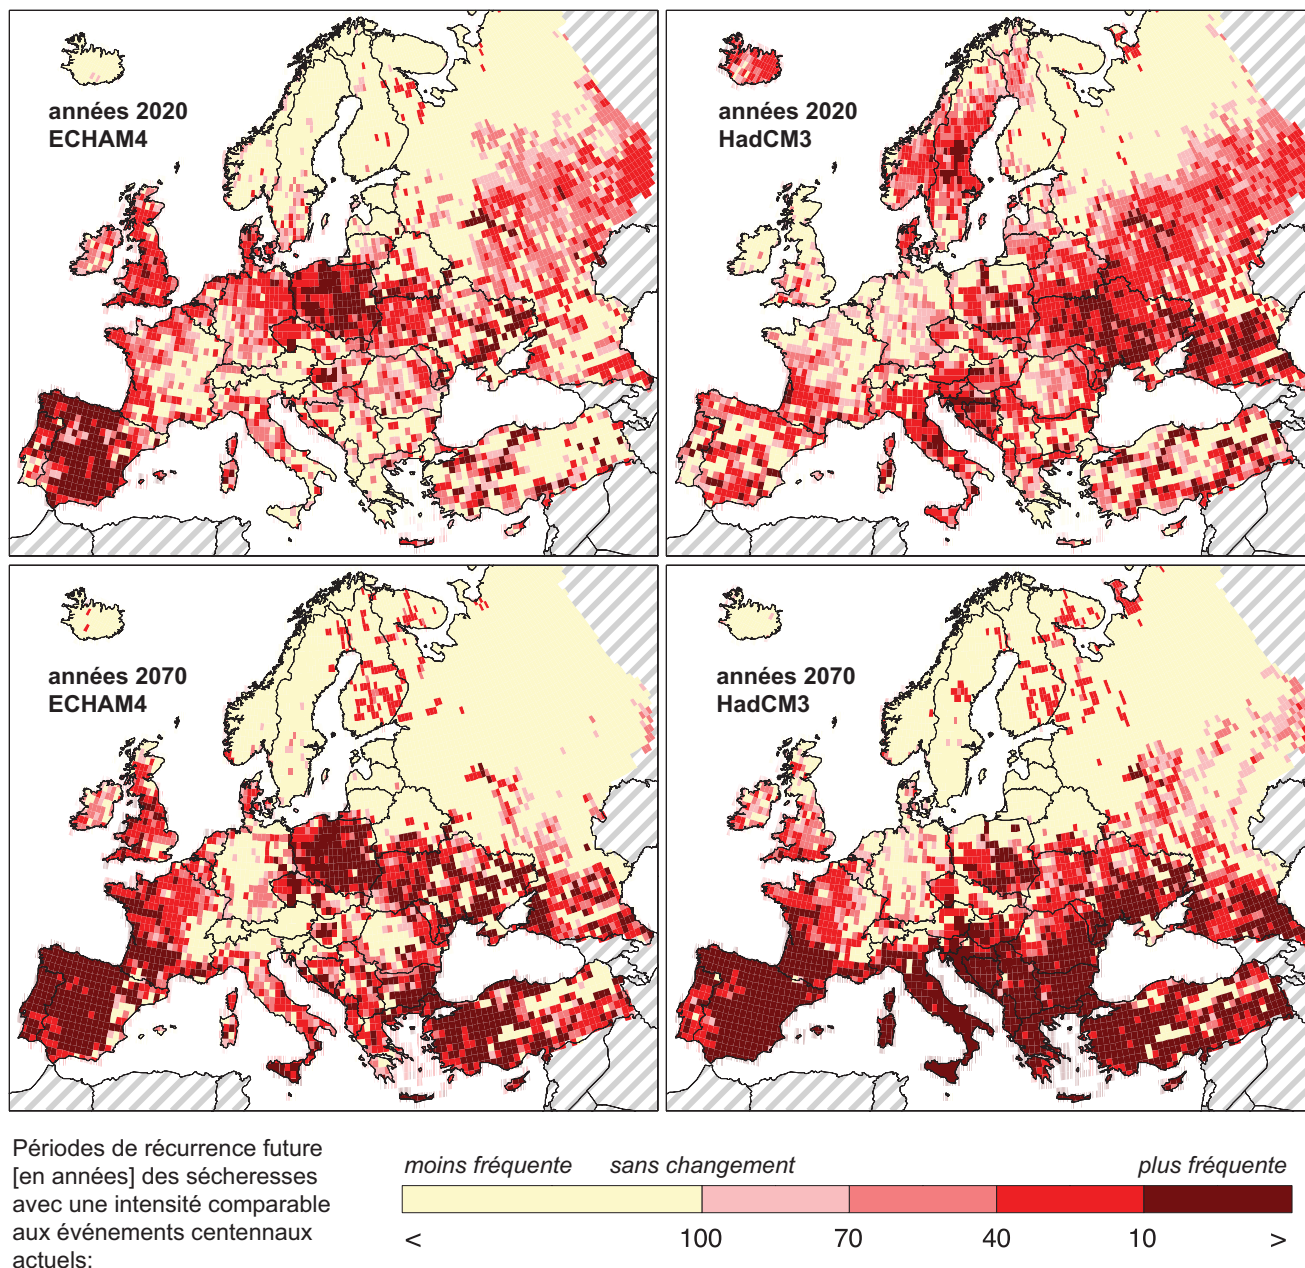 années 2020
ECHAM4
années 2020
HadCM3
années 2070
ECHAM4
années 2070
HadCM3
Périodes de récurrence future
[en années] des sécheresses
avec une intensité comparable
aux événements centennaux
actuels:
moins fréquente sans changement plus fréquente
< 100 70 40 10 >